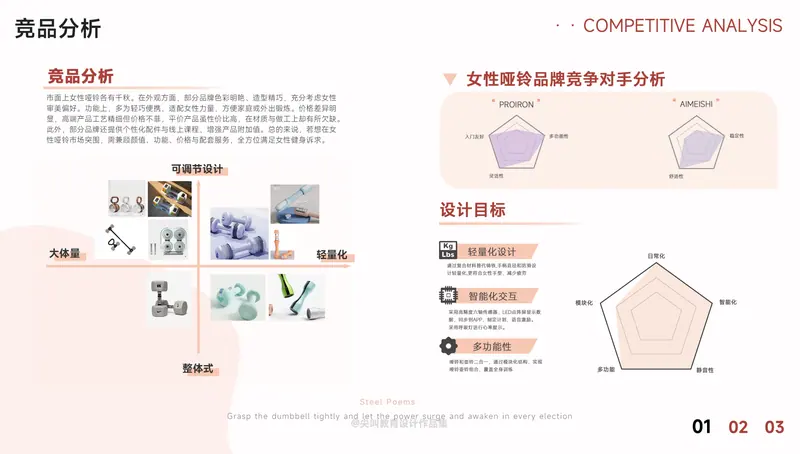 竞品分析
· · COMPETITIVE ANALYSIS
竞品分析
市面上女性哑铃各有千秋。在外观方面，部分品牌色彩明艳、造型精巧，充分考虑女性
审美偏好。功能上，多为轻巧便携，适配女性力量，方便家庭或外出锻炼。价格差异明
显，高端产品工艺精细但价格不菲，平价产品虽性价比高，在材质与做工上却有所欠缺。
此外，部分品牌还提供个性化配件与线上课程，增强产品附加值。总的来说，若想在女
性哑铃市场突围，需兼顾颜值、功能、价格与配套服务，全方位满足女性健身诉求。
可调节设计
大体量
轻量化
整体式
女性哑铃品牌竞争对手分析
PROIRON
AIMEISHI
入门友好
多功能性
稳定性
舒适性
设计目标
Kg
Lbs
轻量化设计
智能化交互
多功能性
日常化
模块化
智能化
多功能
静音性
Steel Poems
Grasp the dumbbell tightly and let the power surge and awaken in every election
@尖叫教育设计作品集
01 02 03